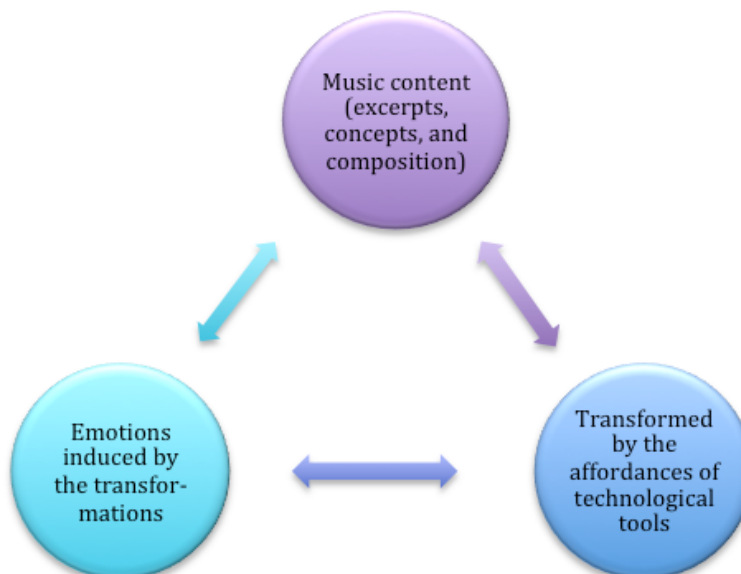 Music content
(excerpts,
concepts, and
composition)
Emotions
induced by
the transfor-
mations
Transformed
by the
affordances of
technological
tools